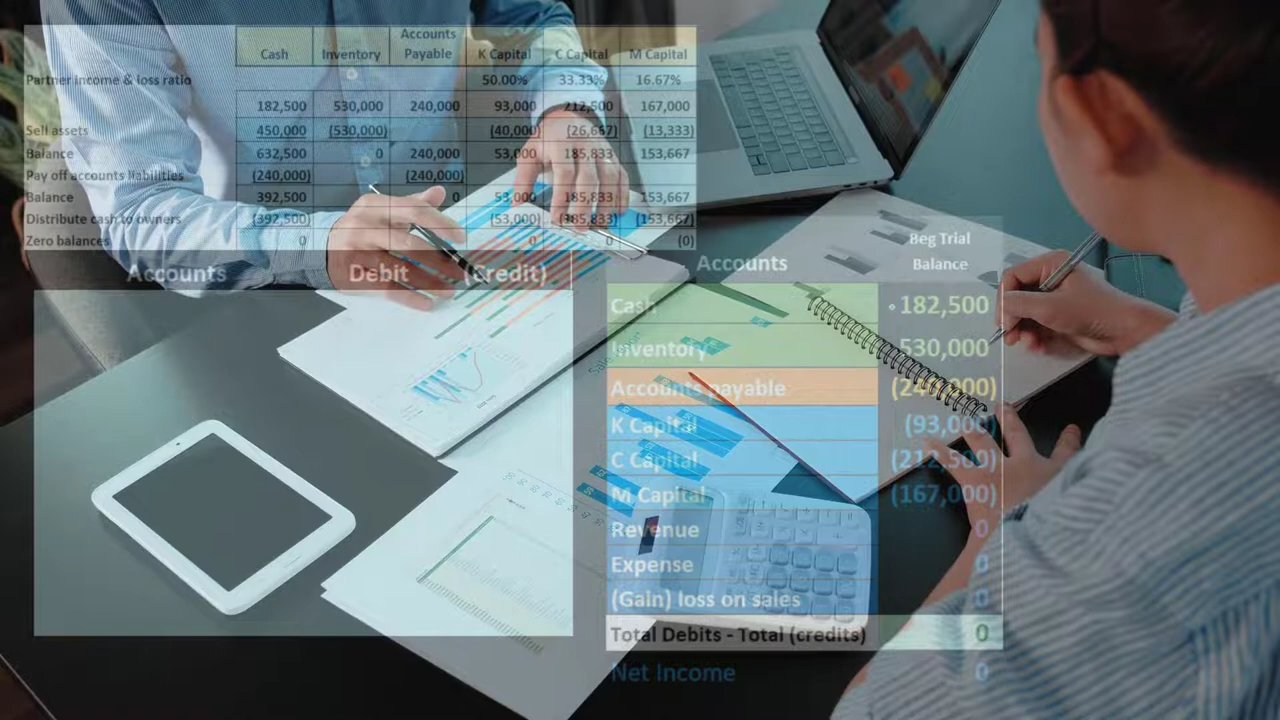 Cash Inventory Accounts Payable K Capital C Capital M Capital
Partner income & loss ratio 50.00% 33.33% 16.67%
182,500 530,000 240,000 93,000 212,500 167,000
Sell assets 450,000 (530,000) (40,000) (26,667) (13,333)
Balance 632,500 0 240,000 53,000 185,833 153,667
Pay off accounts liabilities (240,000) (240,000)
Balance 392,500 0 53,000 185,833 153,667
Distribute cash to owners (392,500) (53,000) (185,833) (153,667)
Zero balances 0 0 0 (0)
Accounts Debit (Credit)
Accounts Beg Trial Balance
Cash 182,500
Inventory 530,000
Accounts payable (240,000)
K Capital (93,000)
C Capital (212,500)
M Capital (167,000)
Revenue 0
Expense 0
(Gain) loss on sales 0
Total Debits - Total (credits) 0
Net Income 0